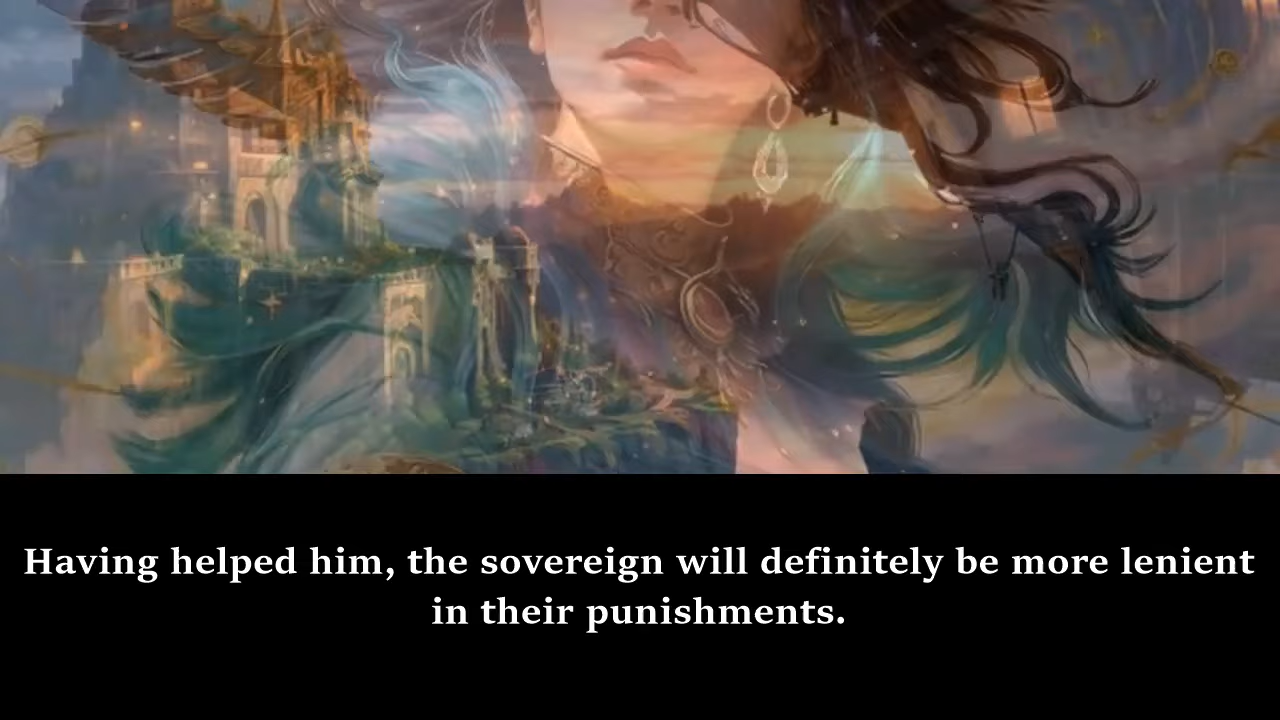 Having helped him, the sovereign will definitely be more lenient
in their punishments.